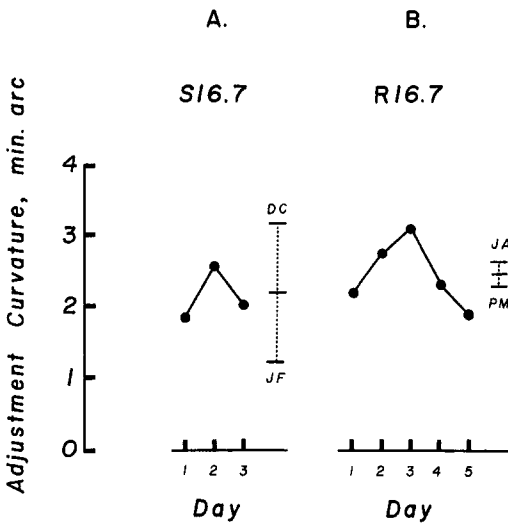 A.
B.
S16.7
R16.7
Adjustment Curvature, min. arc
4
3
2
1
0
DC
JF
JA
PM
1 2 3
1 2 3 4 5
Day
Day